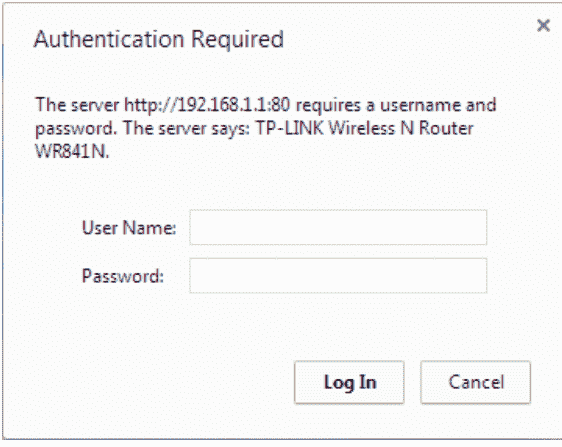 Authentication Required
The server http://192.168.1.1:80 requires a username and
password. The server says: TP-LINK Wireless N Router
WR841N.
User Name:
Password:
Log In
Cancel